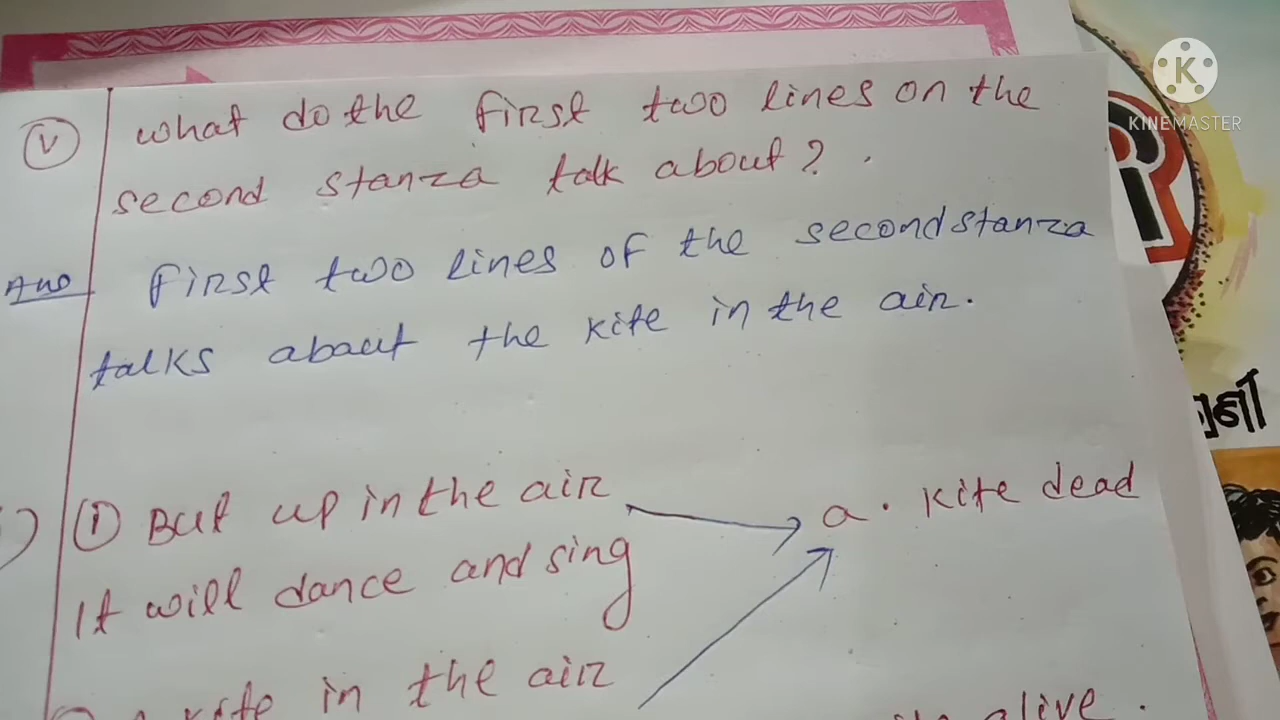 K
KINEMASTER
V what do the first two lines on the
second stanza talk about? .
Ans first two lines of the second stanza
talks about the kite in the air.
) i But up in the air
a. kite dead
It will dance and sing
kite in the air
alive.